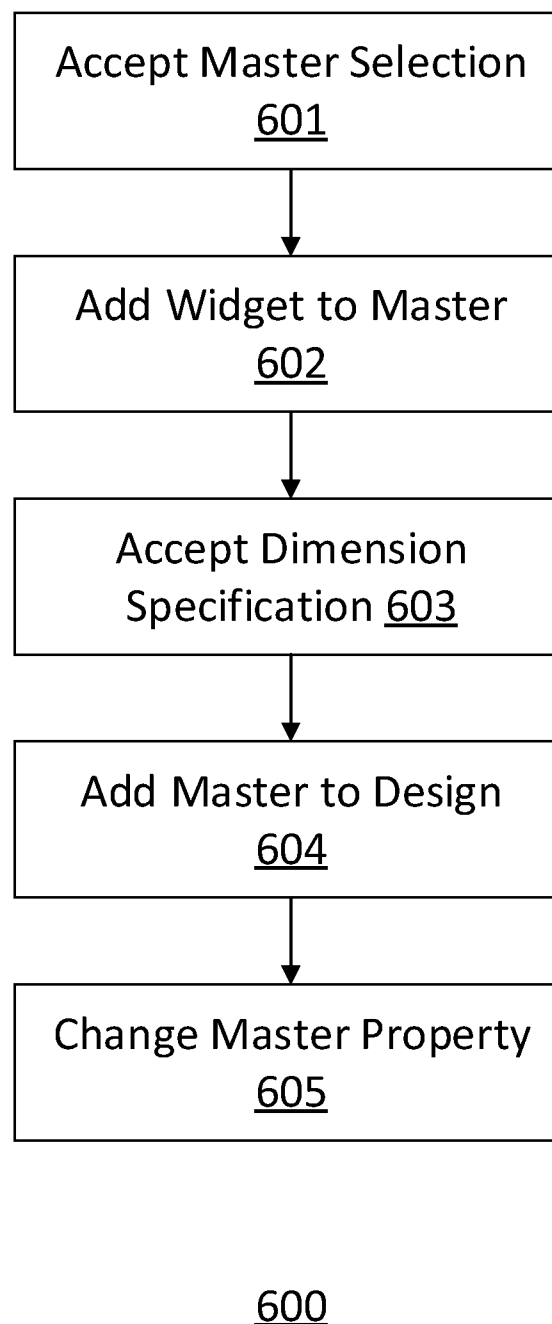 Accept Master Selection
601
Add Widget to Master
602
Accept Dimension
Specification 603
Add Master to Design
604
Change Master Property
605
600